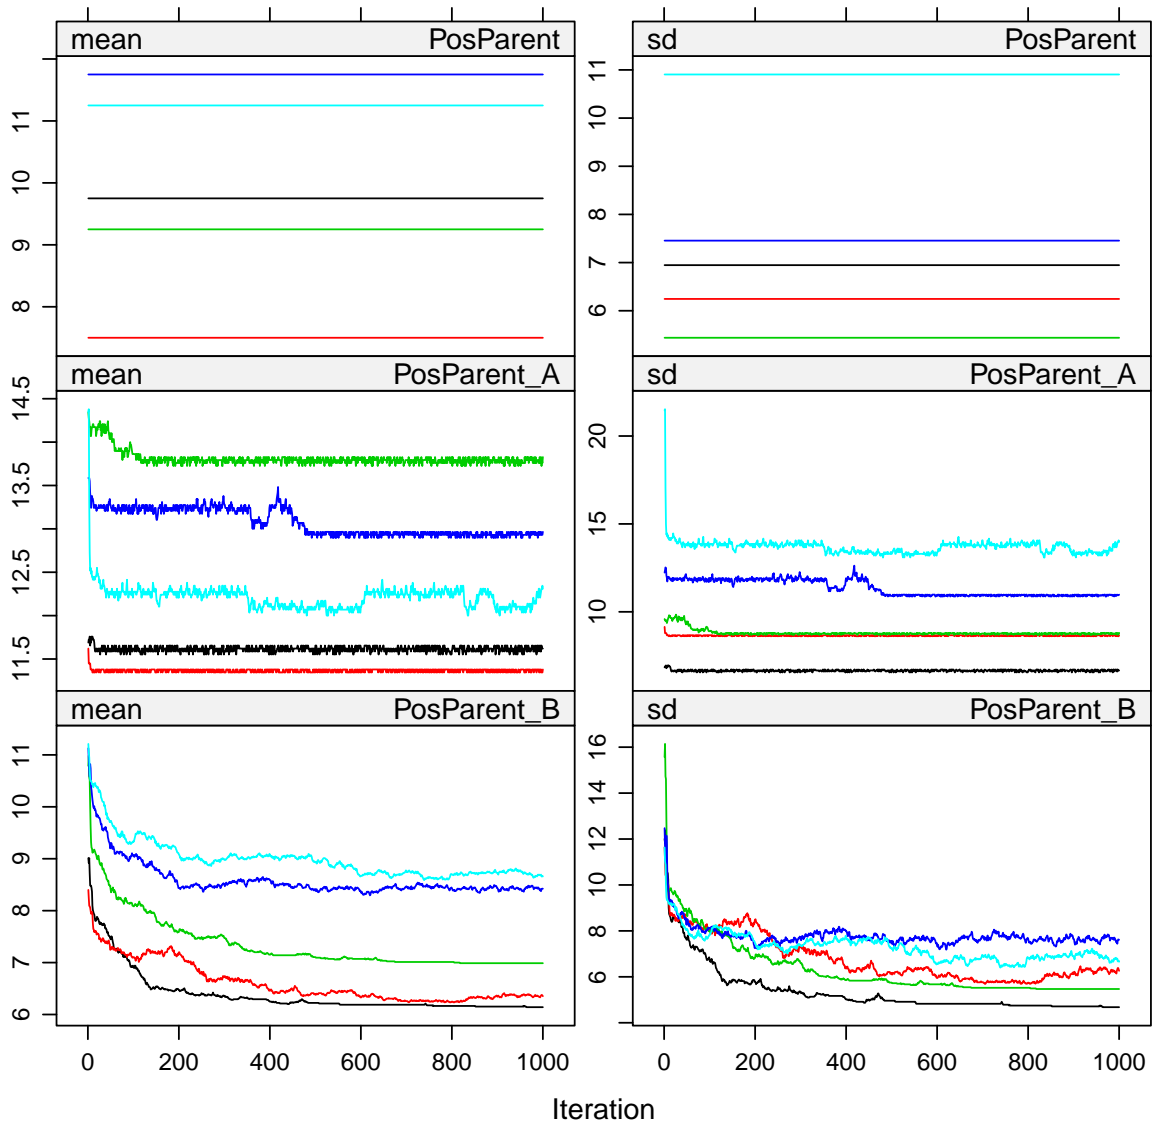 mean PosParent
sd PosParent
8 9 10 11
6 7 8 9 10 11
mean PosParent_A
sd PosParent_A
11.5 12.5 13.5 14.5
10 15 20
mean PosParent_B
sd PosParent_B
6 7 8 9 10 11
4 6 8 10 12 14 16
0 200 400 600 800 1000
0 200 400 600 800 1000
Iteration